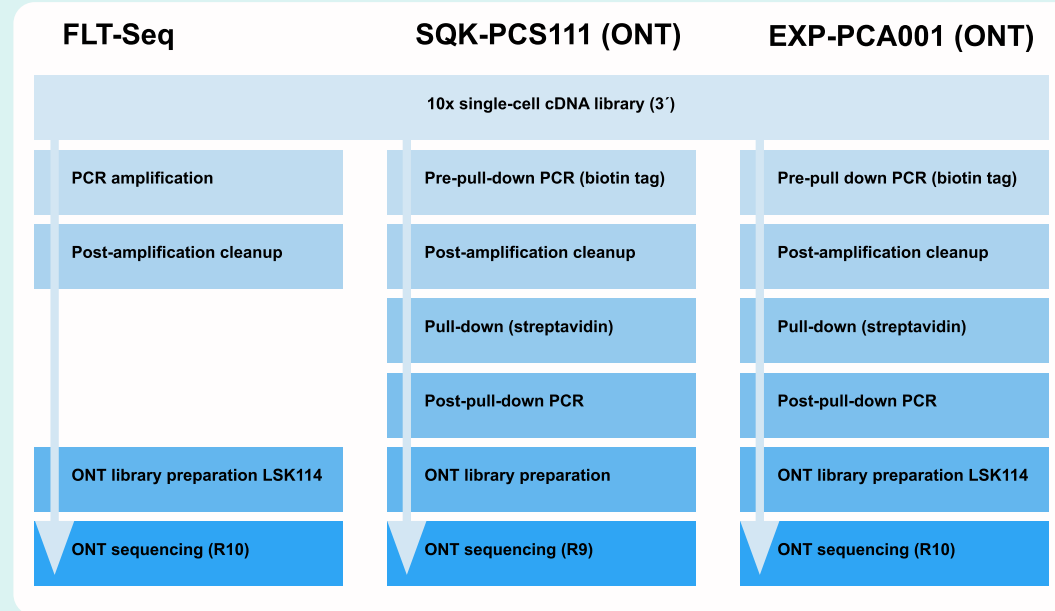 FLT-Seq
SQK-PCS111 (ONT)
EXP-PCA001 (ONT)
10x single-cell cDNA library (3´)
PCR amplification
Pre-pull-down PCR (biotin tag)
Pre-pull down PCR (biotin tag)
Post-amplification cleanup
Post-amplification cleanup
Post-amplification cleanup
Pull-down (streptavidin)
Pull-down (streptavidin)
Post-pull-down PCR
Post-pull-down PCR
ONT library preparation LSK114
ONT library preparation
ONT library preparation LSK114
ONT sequencing (R10)
ONT sequencing (R9)
ONT sequencing (R10)